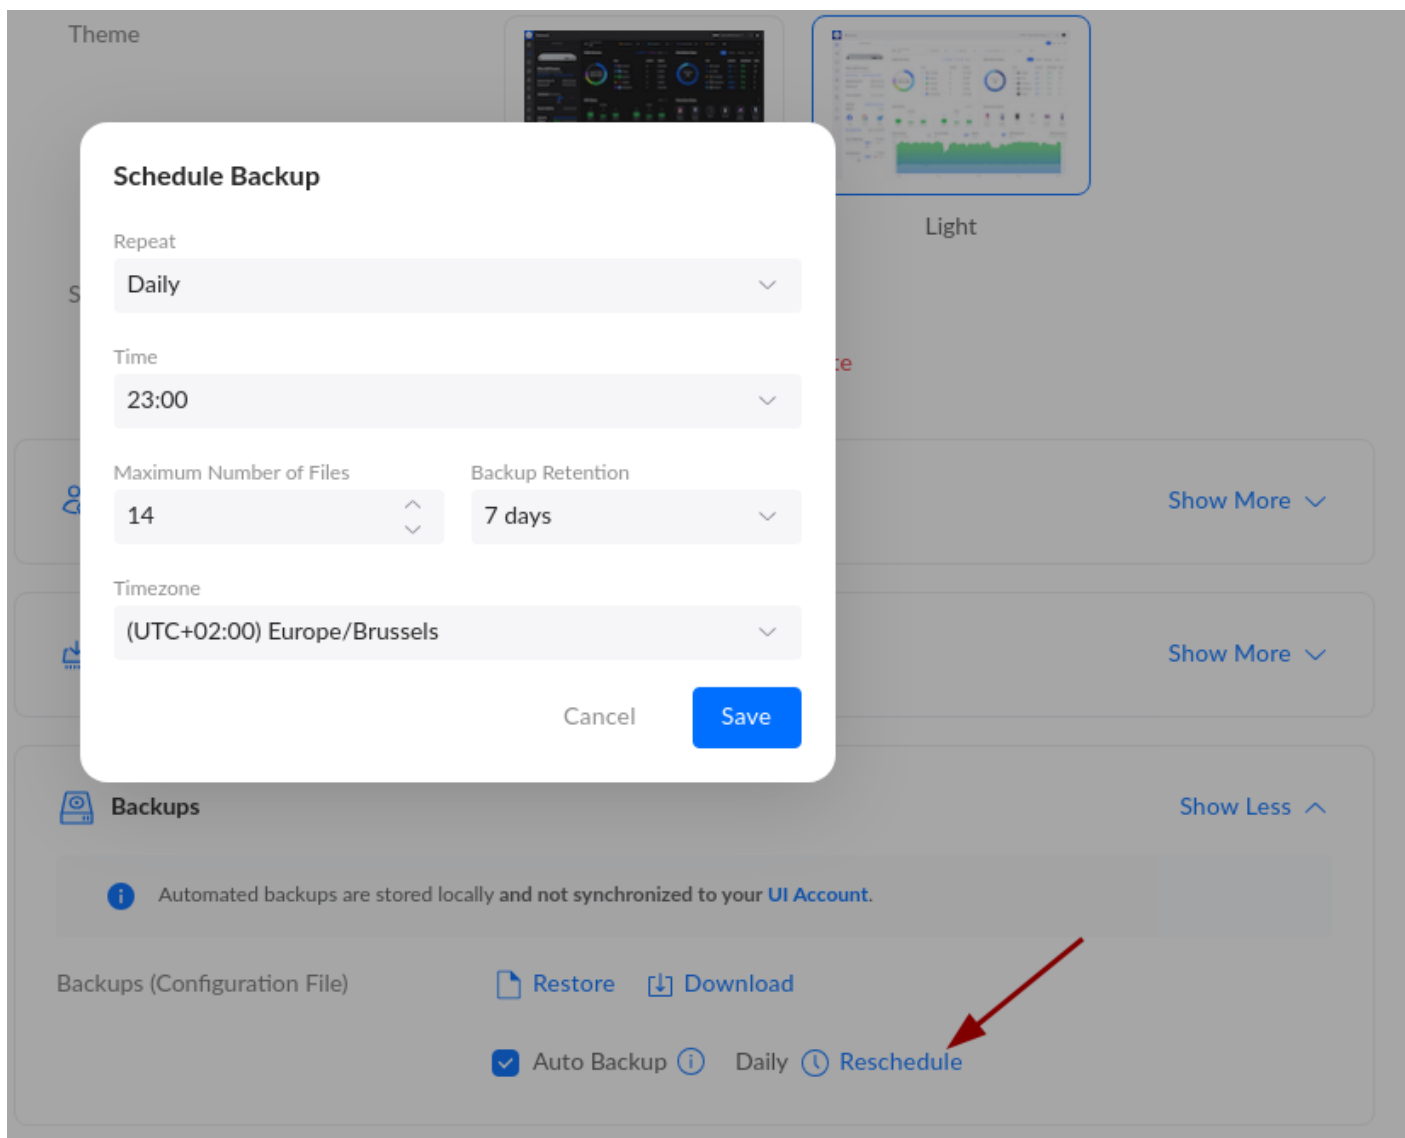 Theme
Light
Schedule Backup
Repeat
Daily
Time
23:00
Maximum Number of Files
Backup Retention
14
7 days
Timezone
(UTC+02:00) Europe/Brussels
Cancel
Save
Show More
Show More
Backups
Show Less
Automated backups are stored locally and not synchronized to your UI Account.
Backups (Configuration File)
Restore
Download
Auto Backup
Daily
Reschedule